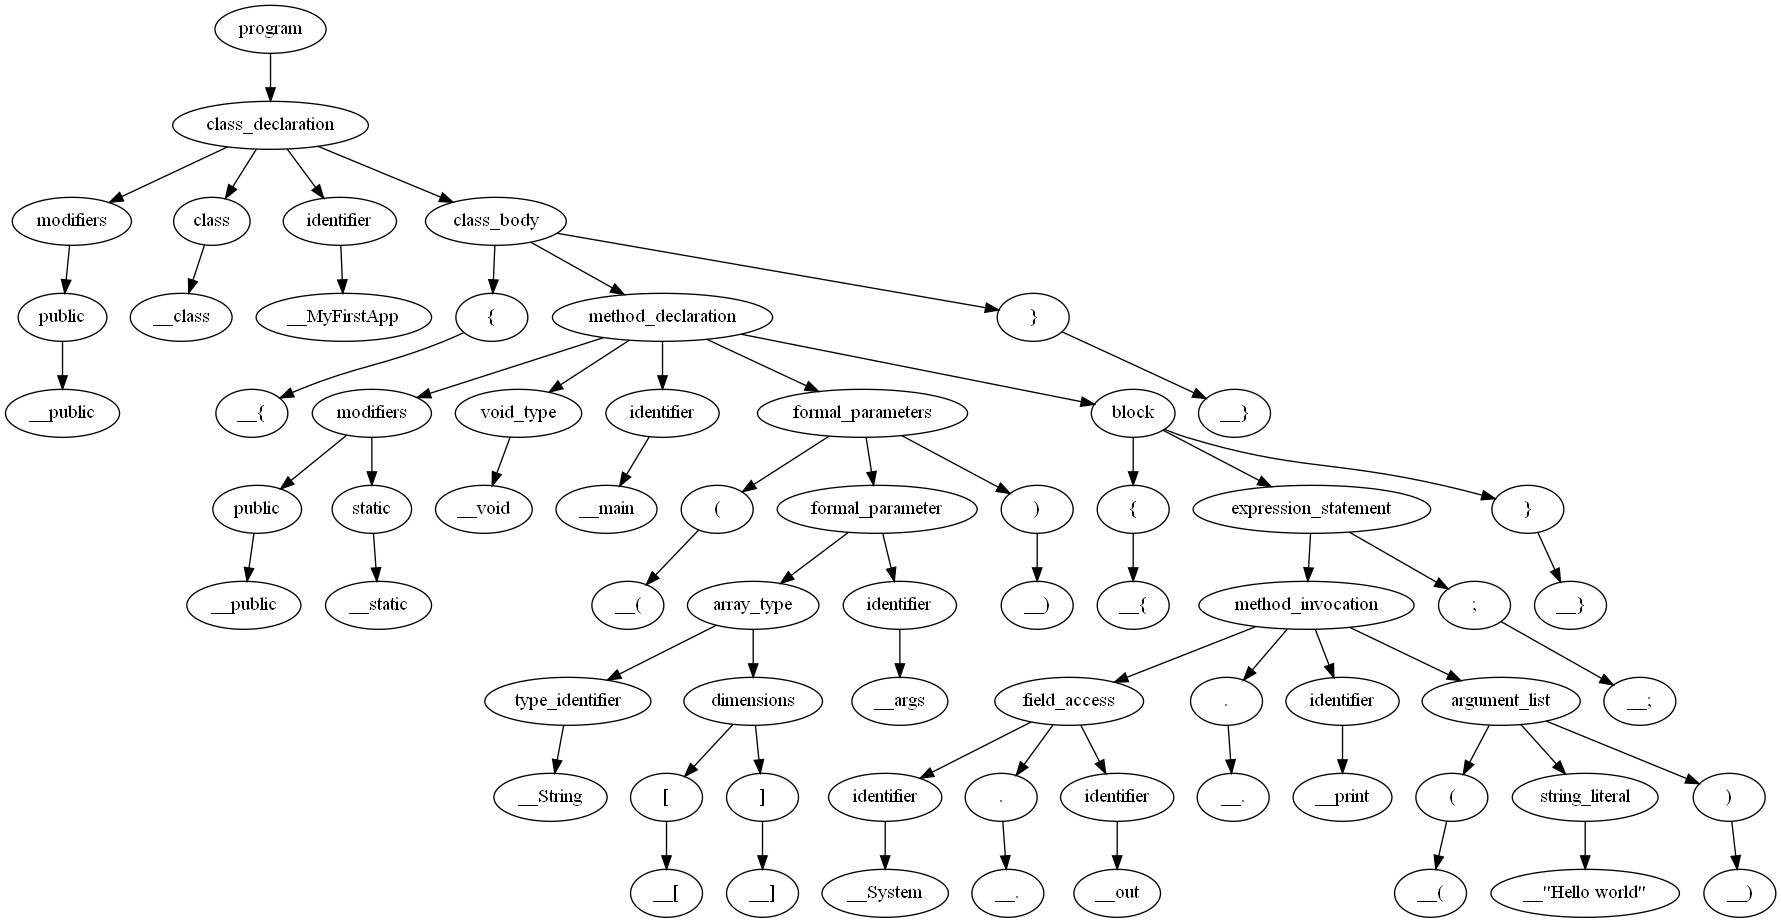 program
class_declaration
modifiers
class
identifier
class_body
public
__class
__MyFirstApp
{
method_declaration
}
__public
__{
modifiers
void_type
identifier
formal_parameters
block
__}
public
static
__void
__main
(
formal_parameter
)
{
expression_statement
}
__public
__static
__(
array_type
identifier
__)
__{
method_invocation
;
__}
type_identifier
dimensions
__args
field_access
.
identifier
argument_list
__;
__String
[
]
identifier
.
identifier
__.
__print
(
string_literal
)
__[
__]
__System
__.
__out
__(
__"Hello world"
__)